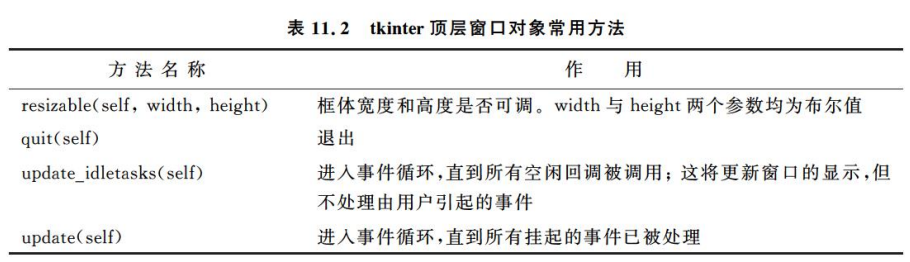 表 11.2 tkinter 顶层窗口对象常用方法
方 法 名 称 作 用
resizable(self, width, height) 框体宽度和高度是否可调。width 与 height 两个参数均为布尔值
quit(self) 退出
update_idletasks(self) 进入事件循环,直到所有空闲回调被调用; 这将更新窗口的显示,但
不处理由用户引起的事件
update(self) 进入事件循环,直到所有挂起的事件已被处理